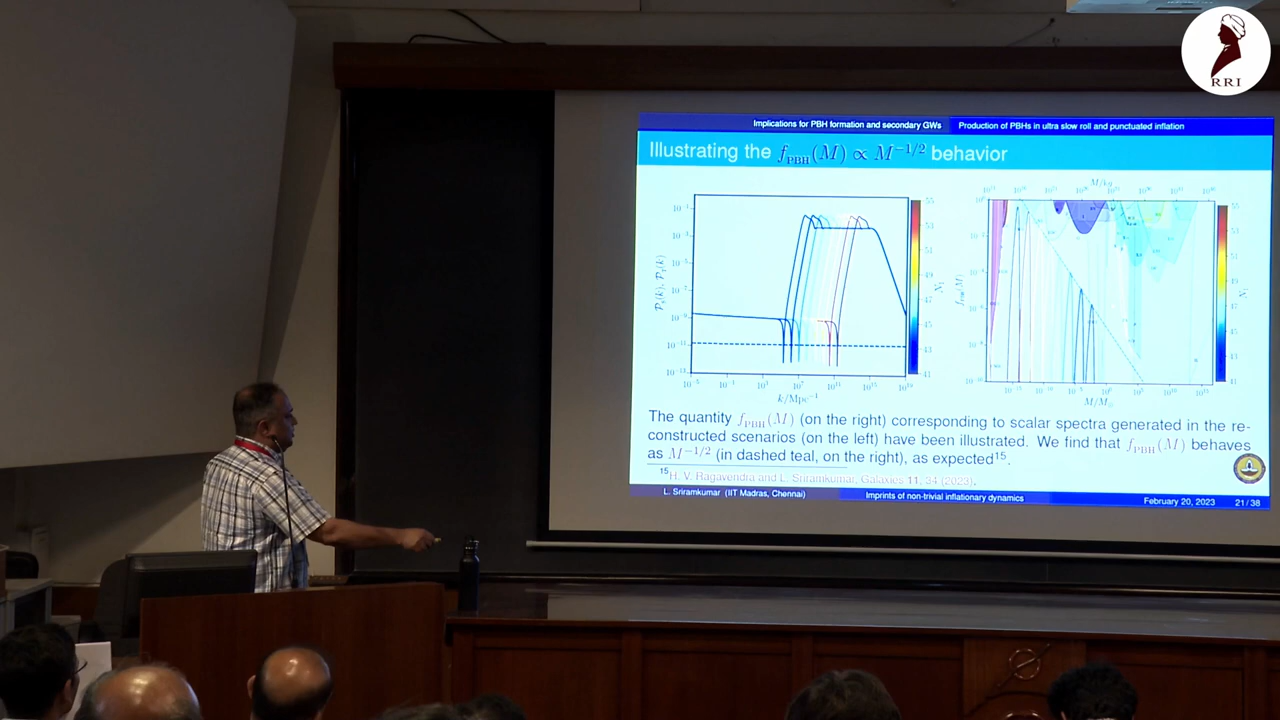 RRI
Implications for PBH formation and secondary GWs Production of PBHs in ultra slow roll and punctuated inflation
Illustrating the f_PBH(M) ∝ M^−1/2 behavior
k/Mpc⁻¹
M/M☉
The quantity f_PBH(M) (on the right) corresponding to scalar spectra generated in the re-
constructed scenarios (on the left) have been illustrated. We find that f_PBH(M) behaves
as M^−1/2 (in dashed teal, on the right), as expected¹⁵.
¹⁵H. V. Ragavendra and L. Sriramkumar, Galaxies 11, 34 (2023).
L. Sriramkumar (IIT Madras, Chennai) Imprints of non-trivial inflationary dynamics February 20, 2023 21/38